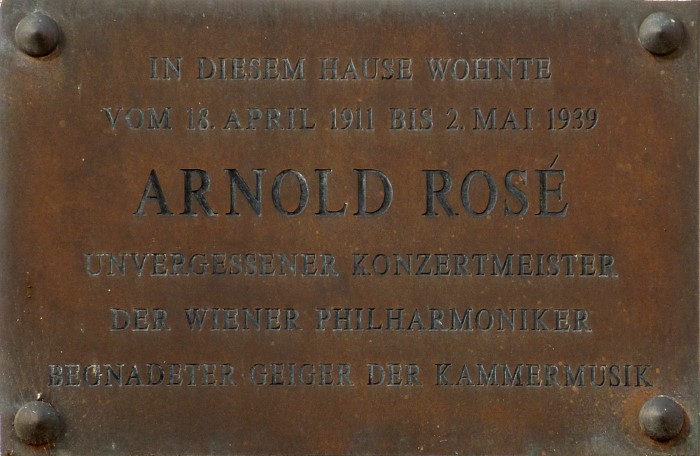 IN DIESEM HAUSE WOHNTE
VOM 18. APRIL 1911 BIS 2. MAI 1939
ARNOLD ROSÉ
UNVERGESSENER KONZERTMEISTER
DER WIENER PHILHARMONIKER
BEGNADETER GEIGER DER KAMMERMUSIK